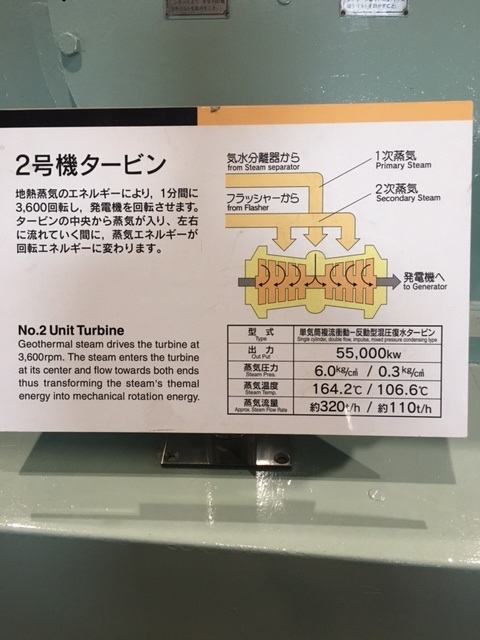 2号機タービン
地熱蒸気のエネルギーにより、1分間に
3,600回転し、発電機を回転させます。
タービンの中央から蒸気が入り、左右
に流れていく間に、蒸気エネルギーが
回転エネルギーに変わります。
No.2 Unit Turbine
Geothermal steam drives the turbine at
3,600rpm. The steam enters the turbine
at its center and flow towards both ends
thus transforming the steam's themal
energy into mechanical rotation energy.
気水分離器から
from Steam separator
フラッシャーから
from Flasher
1次蒸気
Primary Steam
2次蒸気
Secondary Steam
発電機へ
to Generator
型式 単気筒複流衝動–反動型混圧復水タービン
Type Single cylinder, double flow, impulse, mixed pressure condensing type
出力 55,000kw
Out Put
蒸気圧力 6.0kg/c㎡ / 0.3kg/c㎡
Steam Pres.
蒸気温度 164.2℃ / 106.6℃
Steam Temp.
蒸気流量 約320t/h / 約110t/h
Approx. Steam Flow Rate